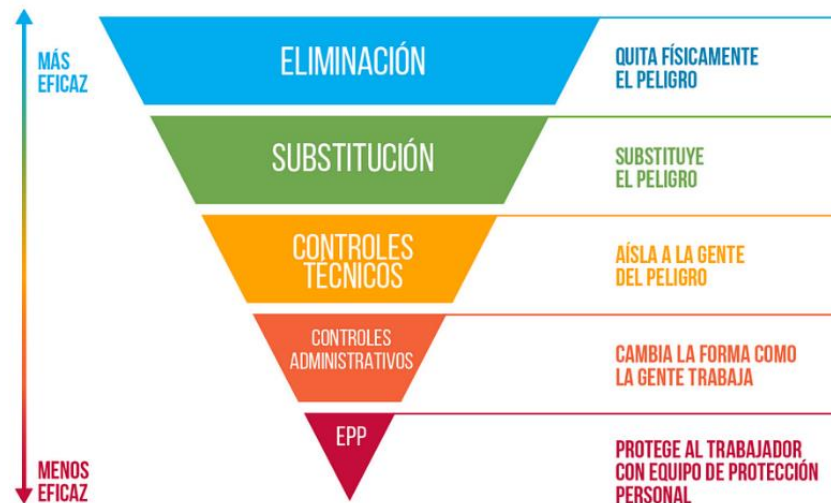 MÁS
EFICAZ
ELIMINACIÓN
QUITA FÍSICAMENTE
EL PELIGRO
SUBSTITUCIÓN
SUBSTITUYE
EL PELIGRO
CONTROLES
TÉCNICOS
AÍSLA A LA GENTE
DEL PELIGRO
CONTROLES
ADMINISTRATIVOS
CAMBIA LA FORMA COMO
LA GENTE TRABAJA
EPP
PROTEGE AL TRABAJADOR
CON EQUIPO DE PROTECCIÓN
PERSONAL
MENOS
EFICAZ